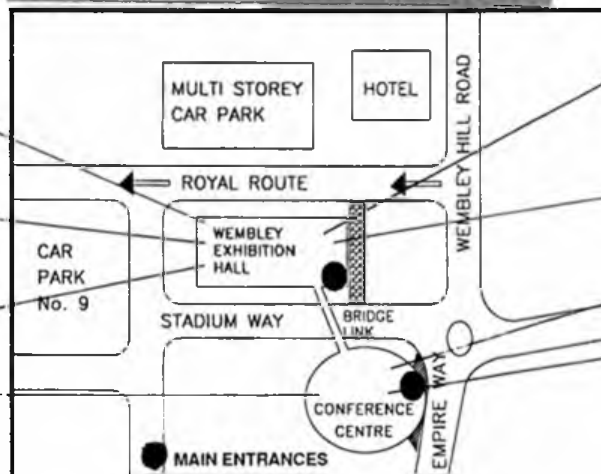 MULTI STOREY
CAR PARK
HOTEL
WEMBLEY HILL ROAD
ROYAL ROUTE
WEMBLEY
EXHIBITION
HALL
CAR
PARK
No. 9
STADIUM WAY
BRIDGE
LINK
CONFERENCE
CENTRE
EMPIRE WAY
MAIN ENTRANCES